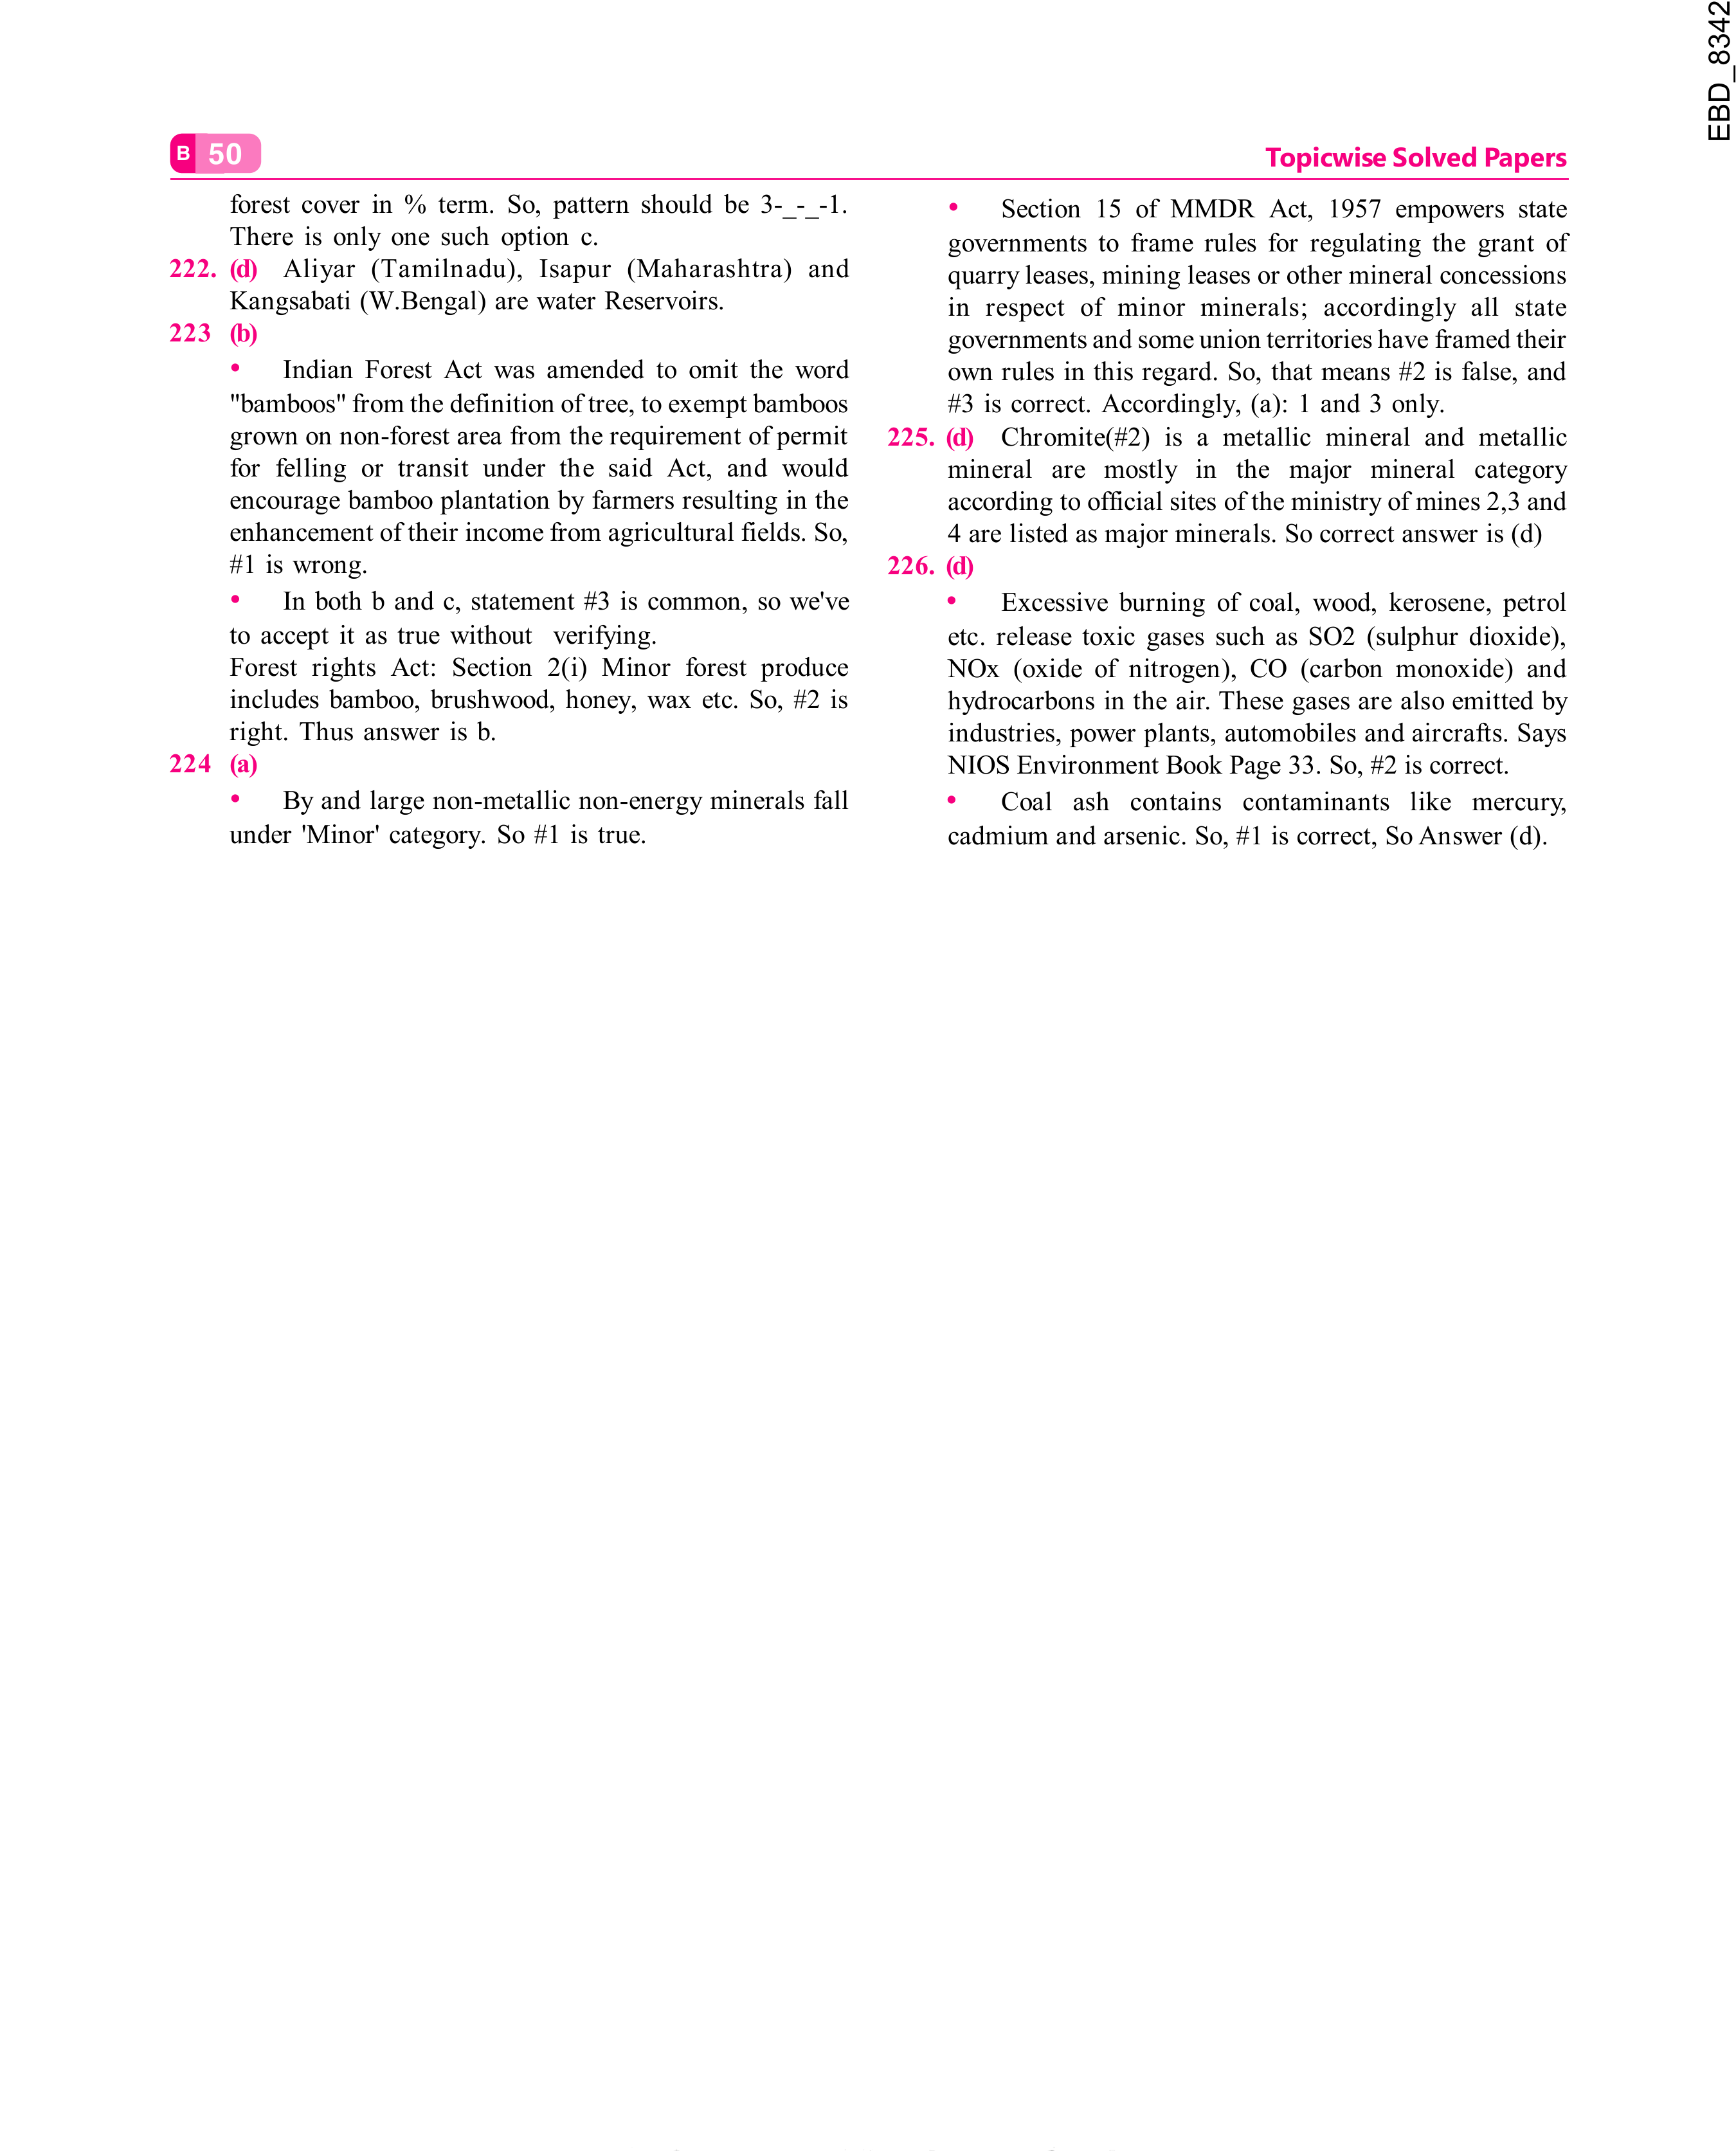 EBD_8342
B 50
Topicwise Solved Papers
forest cover in % term. So, pattern should be 3-_-_-1.
There is only one such option c.
222. (d) Aliyar (Tamilnadu), Isapur (Maharashtra) and
Kangsabati (W.Bengal) are water Reservoirs.
223 (b)
• Indian Forest Act was amended to omit the word
"bamboos" from the definition of tree, to exempt bamboos
grown on non-forest area from the requirement of permit
for felling or transit under the said Act, and would
encourage bamboo plantation by farmers resulting in the
enhancement of their income from agricultural fields. So,
#1 is wrong.
• In both b and c, statement #3 is common, so we've
to accept it as true without verifying.
Forest rights Act: Section 2(i) Minor forest produce
includes bamboo, brushwood, honey, wax etc. So, #2 is
right. Thus answer is b.
224 (a)
• By and large non-metallic non-energy minerals fall
under 'Minor' category. So #1 is true.
• Section 15 of MMDR Act, 1957 empowers state
governments to frame rules for regulating the grant of
quarry leases, mining leases or other mineral concessions
in respect of minor minerals; accordingly all state
governments and some union territories have framed their
own rules in this regard. So, that means #2 is false, and
#3 is correct. Accordingly, (a): 1 and 3 only.
225. (d) Chromite(#2) is a metallic mineral and metallic
mineral are mostly in the major mineral category
according to official sites of the ministry of mines 2,3 and
4 are listed as major minerals. So correct answer is (d)
226. (d)
• Excessive burning of coal, wood, kerosene, petrol
etc. release toxic gases such as SO2 (sulphur dioxide),
NOx (oxide of nitrogen), CO (carbon monoxide) and
hydrocarbons in the air. These gases are also emitted by
industries, power plants, automobiles and aircrafts. Says
NIOS Environment Book Page 33. So, #2 is correct.
• Coal ash contains contaminants like mercury,
cadmium and arsenic. So, #1 is correct, So Answer (d).